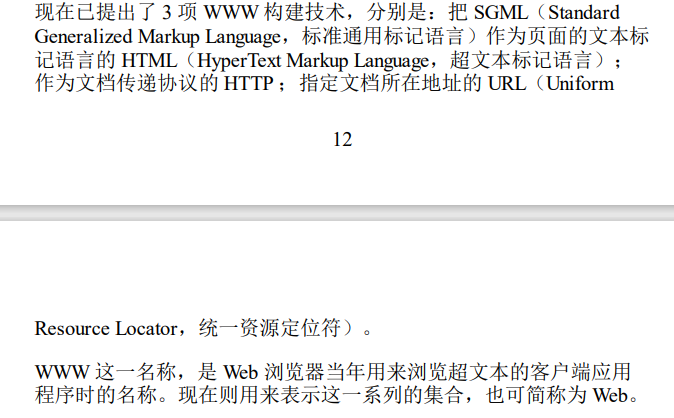 现在已提出了 3 项 WWW 构建技术，分别是：把 SGML（Standard
Generalized Markup Language，标准通用标记语言）作为页面的文本标
记语言的 HTML（HyperText Markup Language，超文本标记语言）；
作为文档传递协议的 HTTP ；指定文档所在地址的 URL（Uniform
12
Resource Locator，统一资源定位符）。
WWW 这一名称，是 Web 浏览器当年用来浏览超文本的客户端应用
程序时的名称。现在则用来表示这一系列的集合，也可简称为 Web。